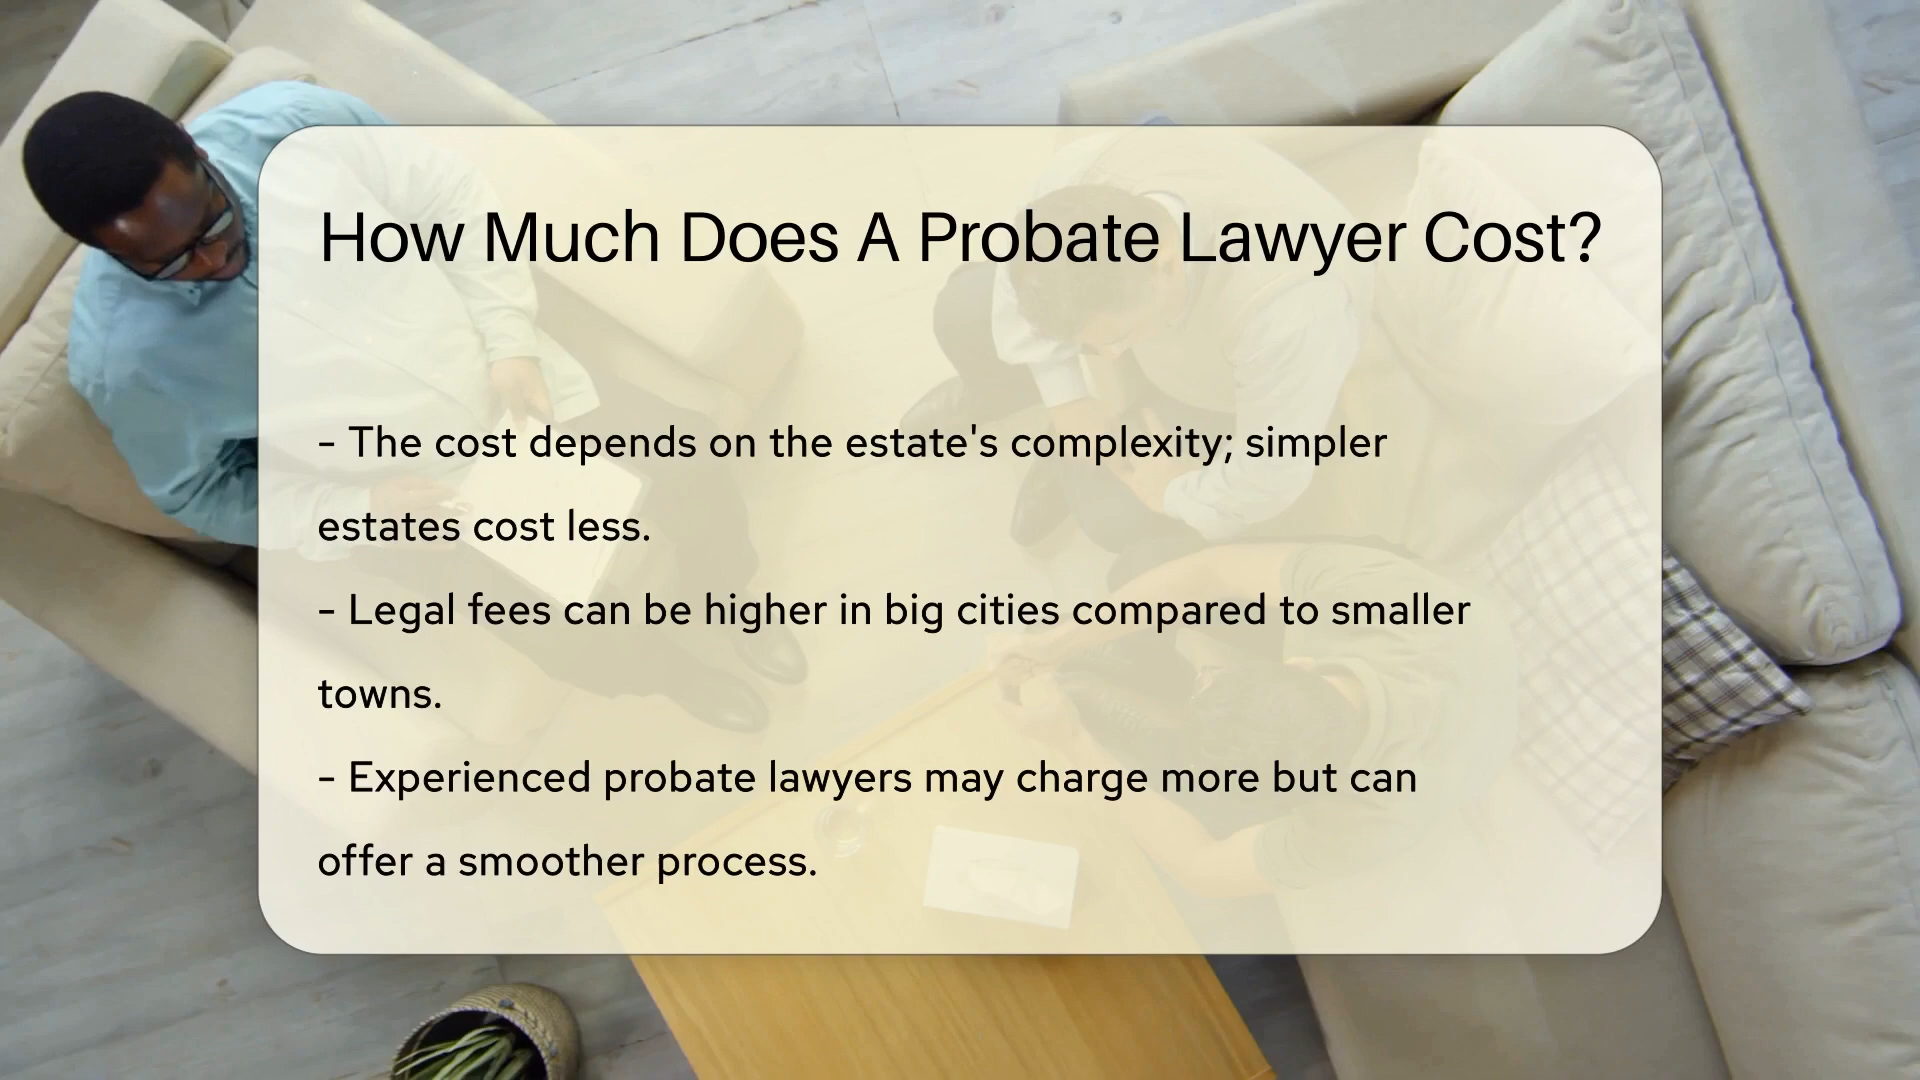 How Much Does A Probate Lawyer Cost?
- The cost depends on the estate's complexity; simpler
estates cost less.
- Legal fees can be higher in big cities compared to smaller
towns.
- Experienced probate lawyers may charge more but can
offer a smoother process.